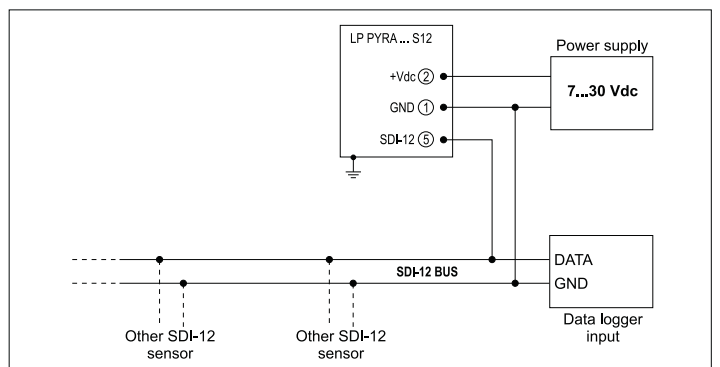 LP PYRA ... S12
Power supply
+Vdc 2
7...30 Vdc
GND 1
SDI-12 5
DATA
SDI-12 BUS
GND
Other SDI-12
sensor
Other SDI-12
sensor
Data logger
input